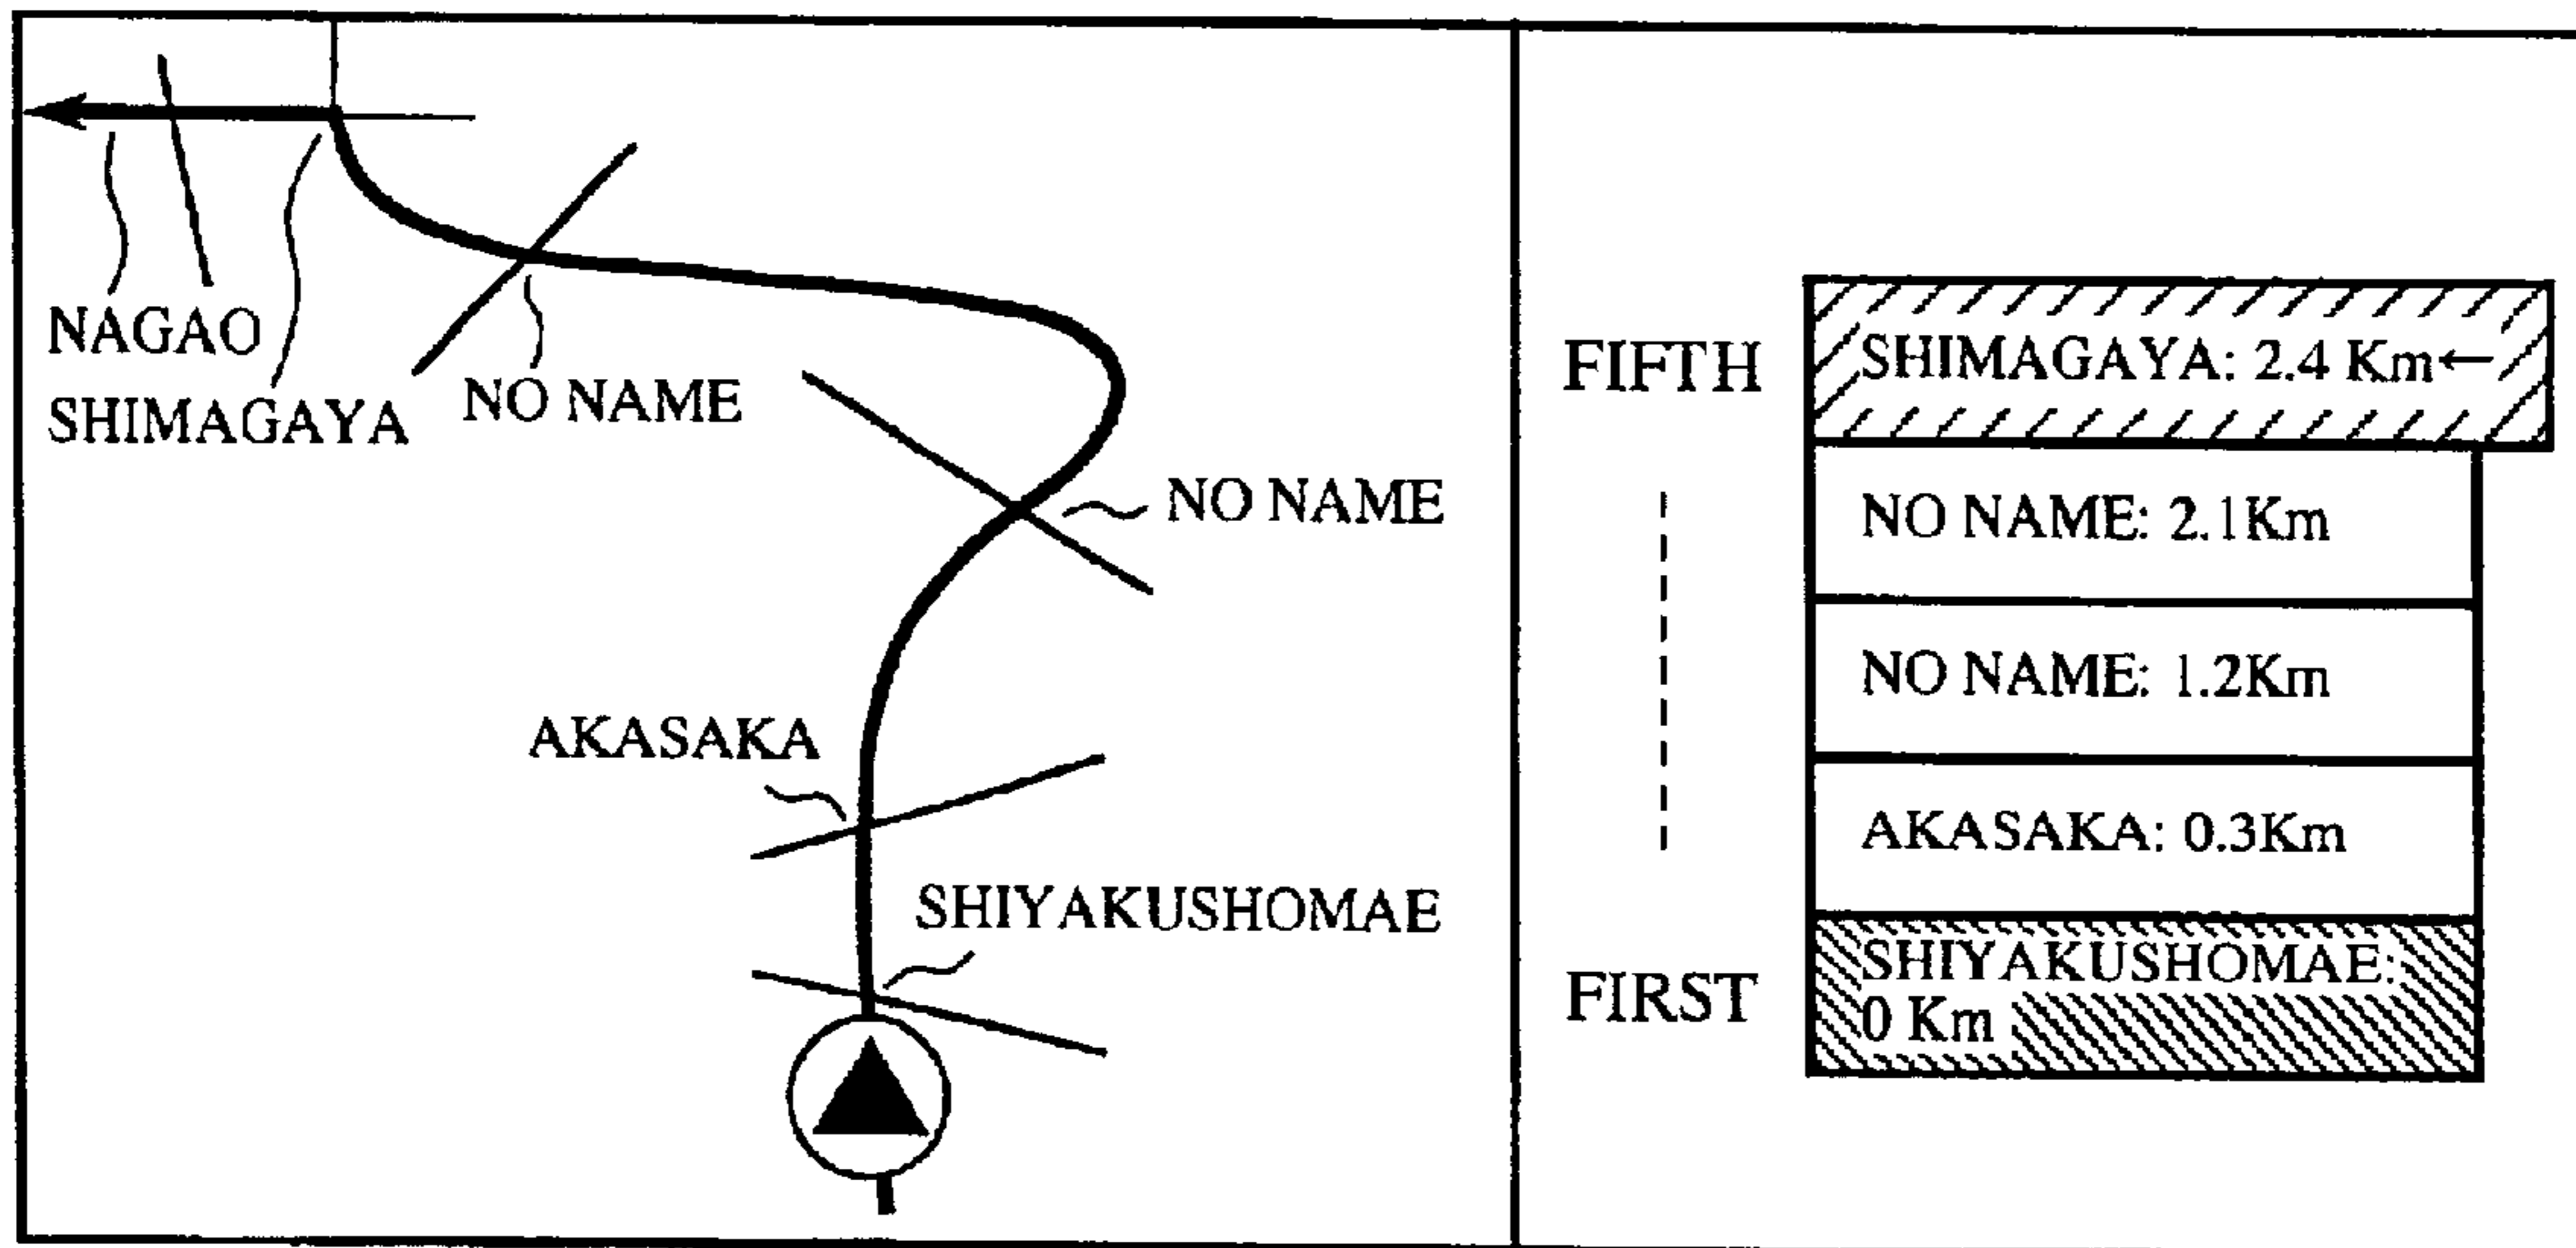 NAGAO
SHIMAGAYA
NO NAME
NO NAME
AKASAKA
SHIYAKUSHOMAE
FIFTH
SHIMAGAYA: 2.4 Km←
NO NAME: 2.1Km
NO NAME: 1.2Km
AKASAKA: 0.3Km
FIRST
SHIYAKUSHOMAE:
0 Km